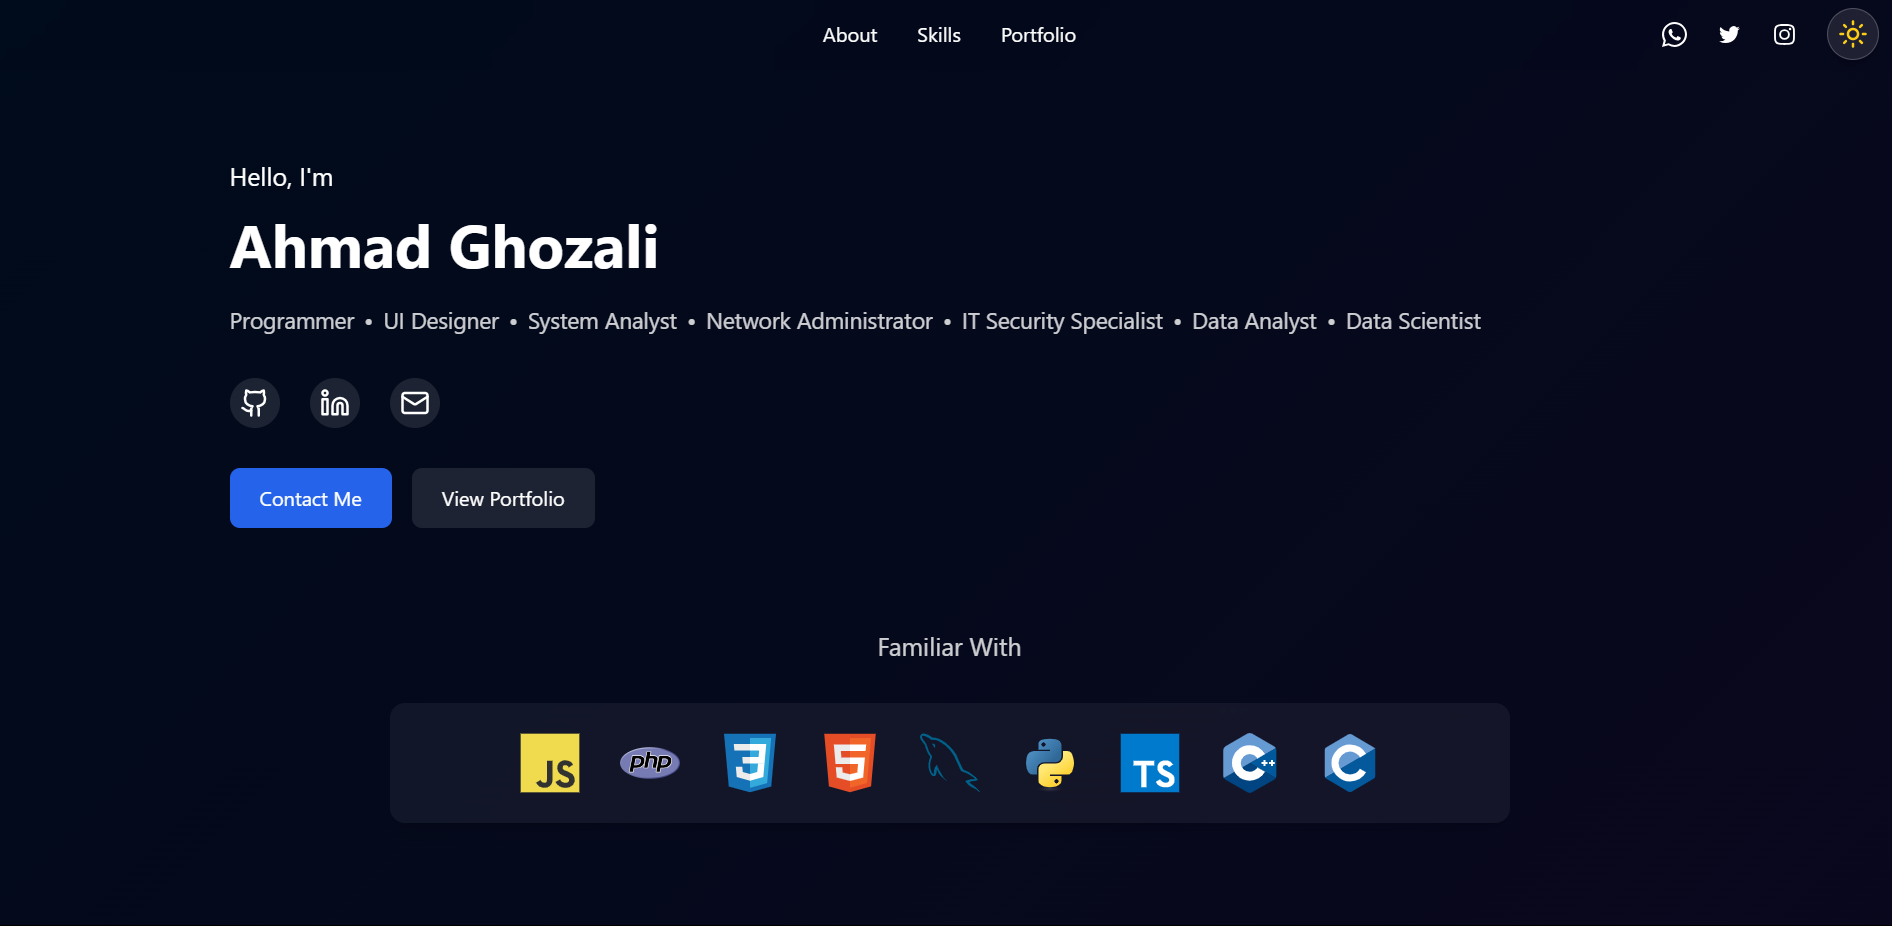 About Skills Portfolio
Hello, I'm
Ahmad Ghozali
Programmer • UI Designer • System Analyst • Network Administrator • IT Security Specialist • Data Analyst • Data Scientist
in
Contact Me View Portfolio
Familiar With
JS php 3 5 TS C++ C